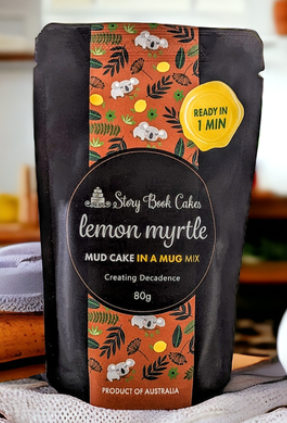 READY IN
1 MIN
Story Book Cakes
lemon myrtle
MUD CAKE IN A MUG MIX
Creating Decadence
80g
PRODUCT OF AUSTRALIA